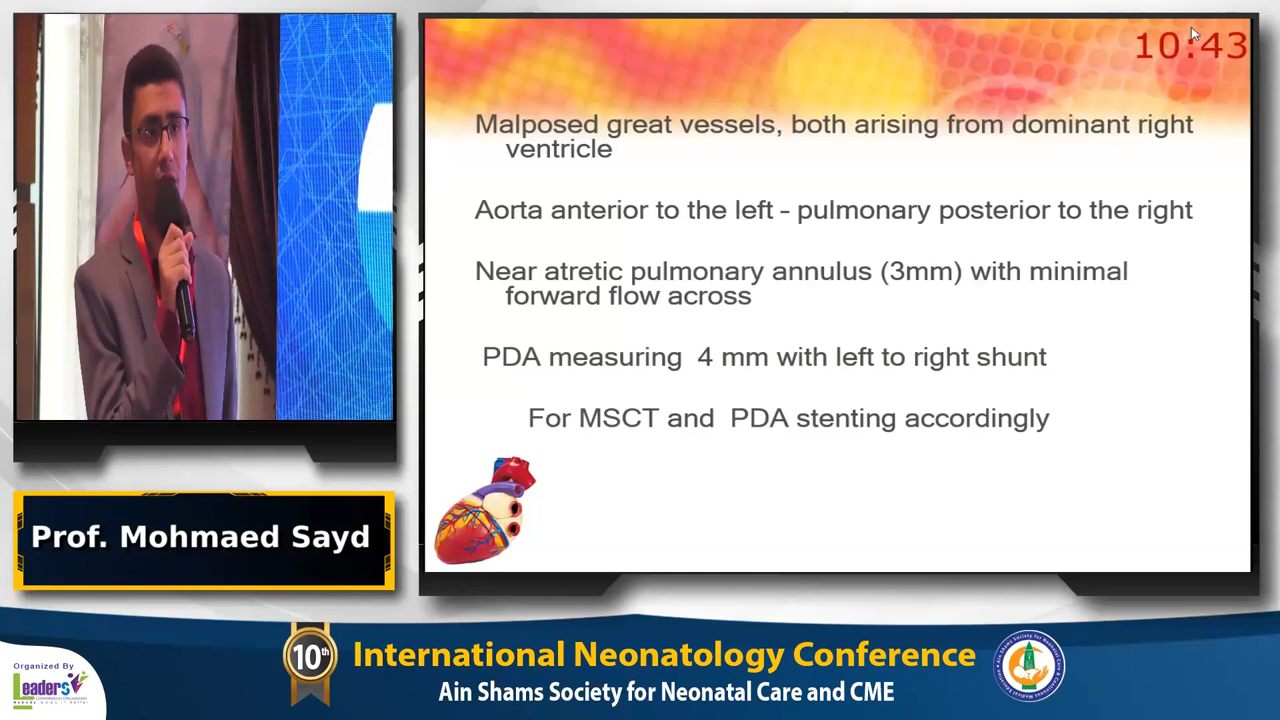 10:43
Malposed great vessels, both arising from dominant right
ventricle
Aorta anterior to the left – pulmonary posterior to the right
Near atretic pulmonary annulus (3mm) with minimal
forward flow across
PDA measuring 4 mm with left to right shunt
For MSCT and PDA stenting accordingly
Prof. Mohmaed Sayd
10th
International Neonatology Conference
Ain Shams Society for Neonatal Care and CME
Organized By
Leaders